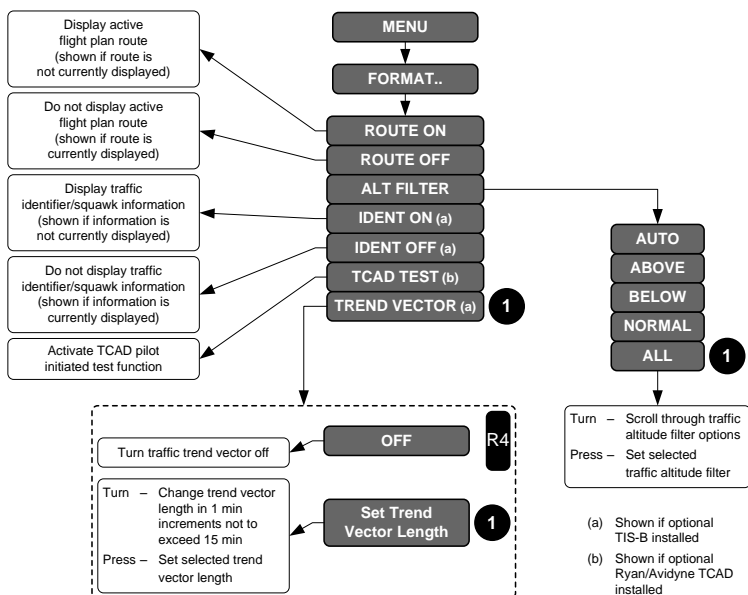 Display active
flight plan route
(shown if route is
not currently displayed)
Do not display active
flight plan route
(shown if route is
currently displayed)
Display traffic
identifier/squawk information
(shown if information is
not currently displayed)
Do not display traffic
identifier/squawk information
(shown if information is
currently displayed)
Activate TCAD pilot
initiated test function
MENU
FORMAT..
ROUTE ON
ROUTE OFF
ALT FILTER
IDENT ON (a)
IDENT OFF (a)
TCAD TEST (b)
TREND VECTOR (a) 1
AUTO
ABOVE
BELOW
NORMAL
ALL 1
Turn – Scroll through traffic
altitude filter options
Press – Set selected
traffic altitude filter
Turn traffic trend vector off
OFF
R4
Turn – Change trend vector
length in 1 min
increments not to
exceed 15 min
Press – Set selected trend
vector length
Set Trend
Vector Length 1
(a) Shown if optional
TIS-B installed
(b) Shown if optional
Ryan/Avidyne TCAD
installed